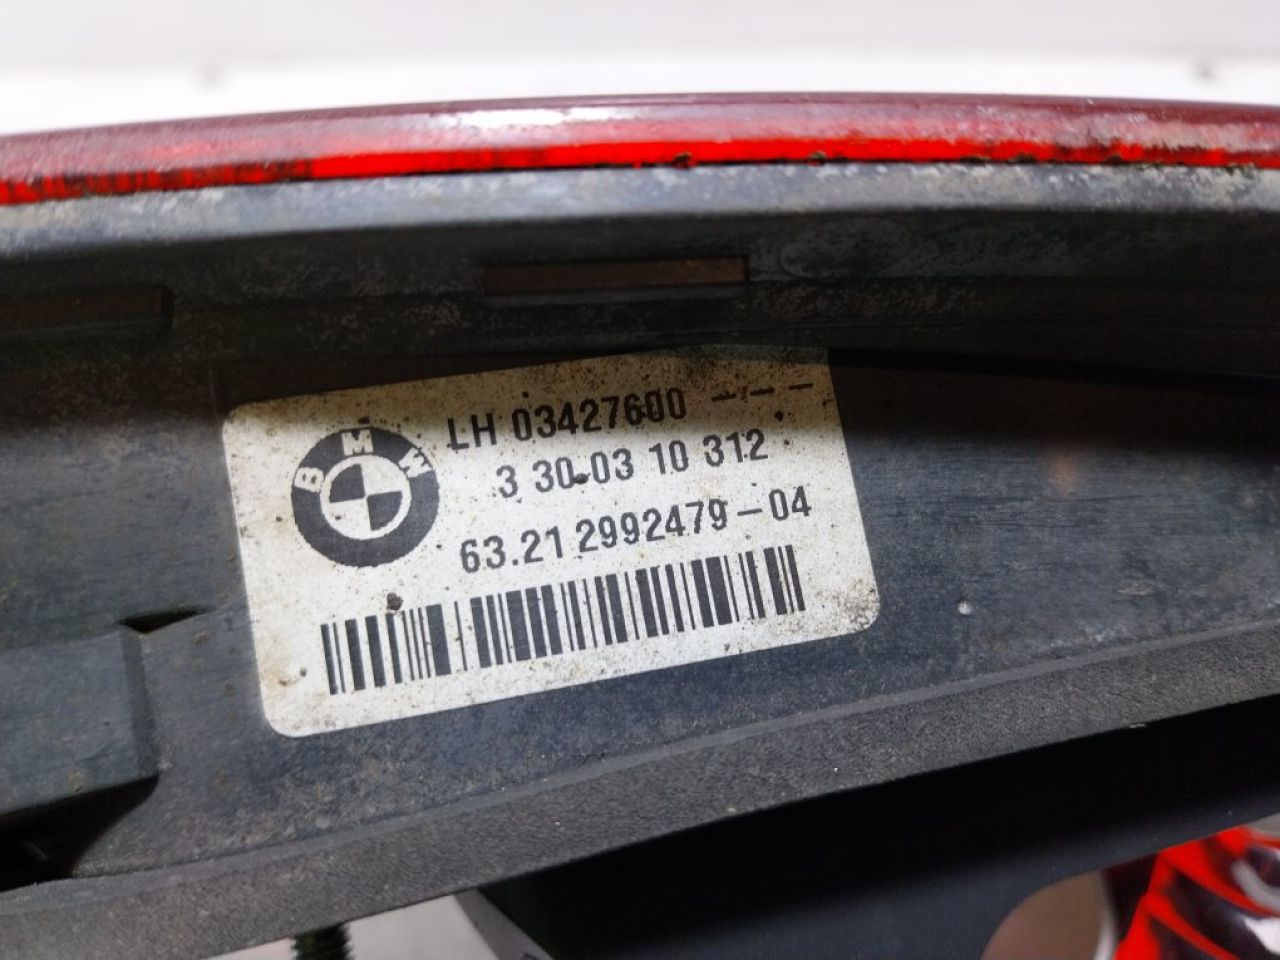 BMW
LH 03427600 ---
3 30-03 10 312
63.21 2992479-04